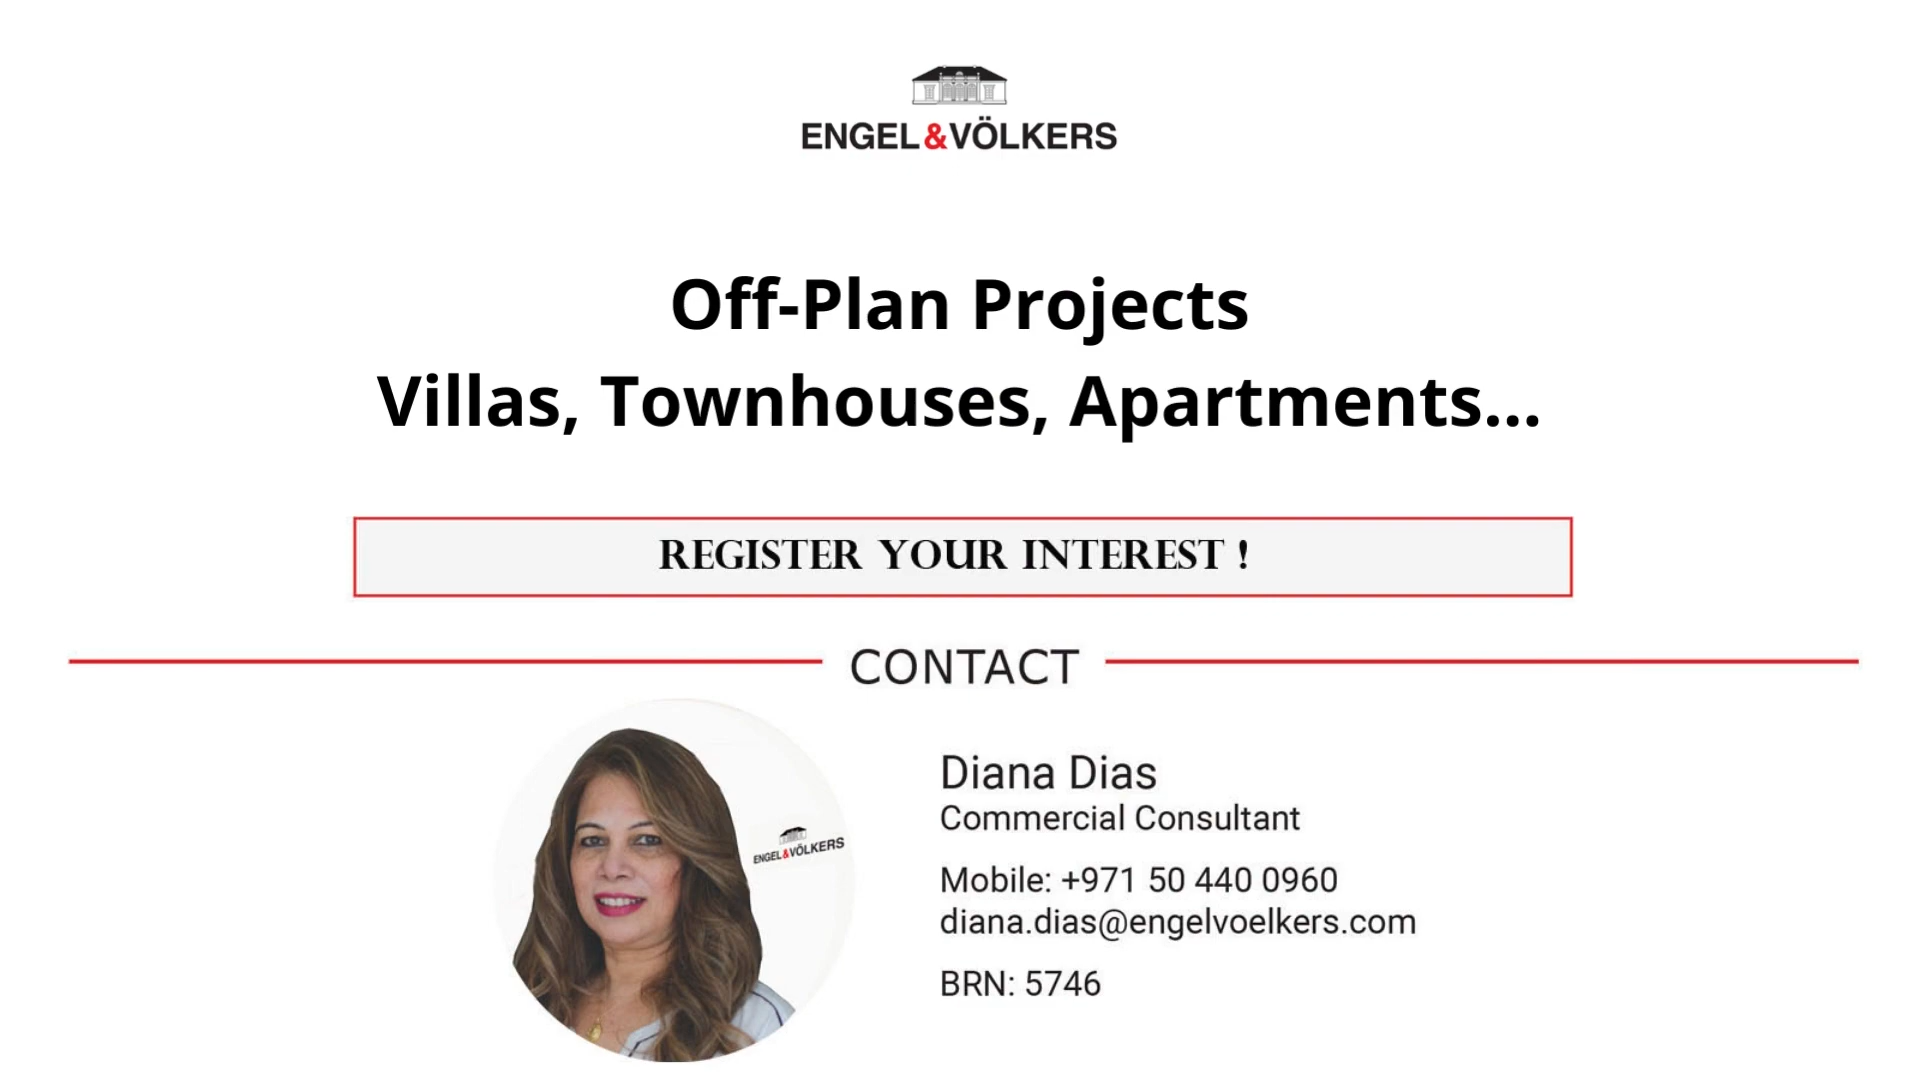 ENGEL&VÖLKERS
Off-Plan Projects
Villas, Townhouses, Apartments...
REGISTER YOUR INTEREST !
CONTACT
ENGEL&VÖLKERS
Diana Dias
Commercial Consultant
Mobile: +971 50 440 0960
diana.dias@engelvoelkers.com
BRN: 5746